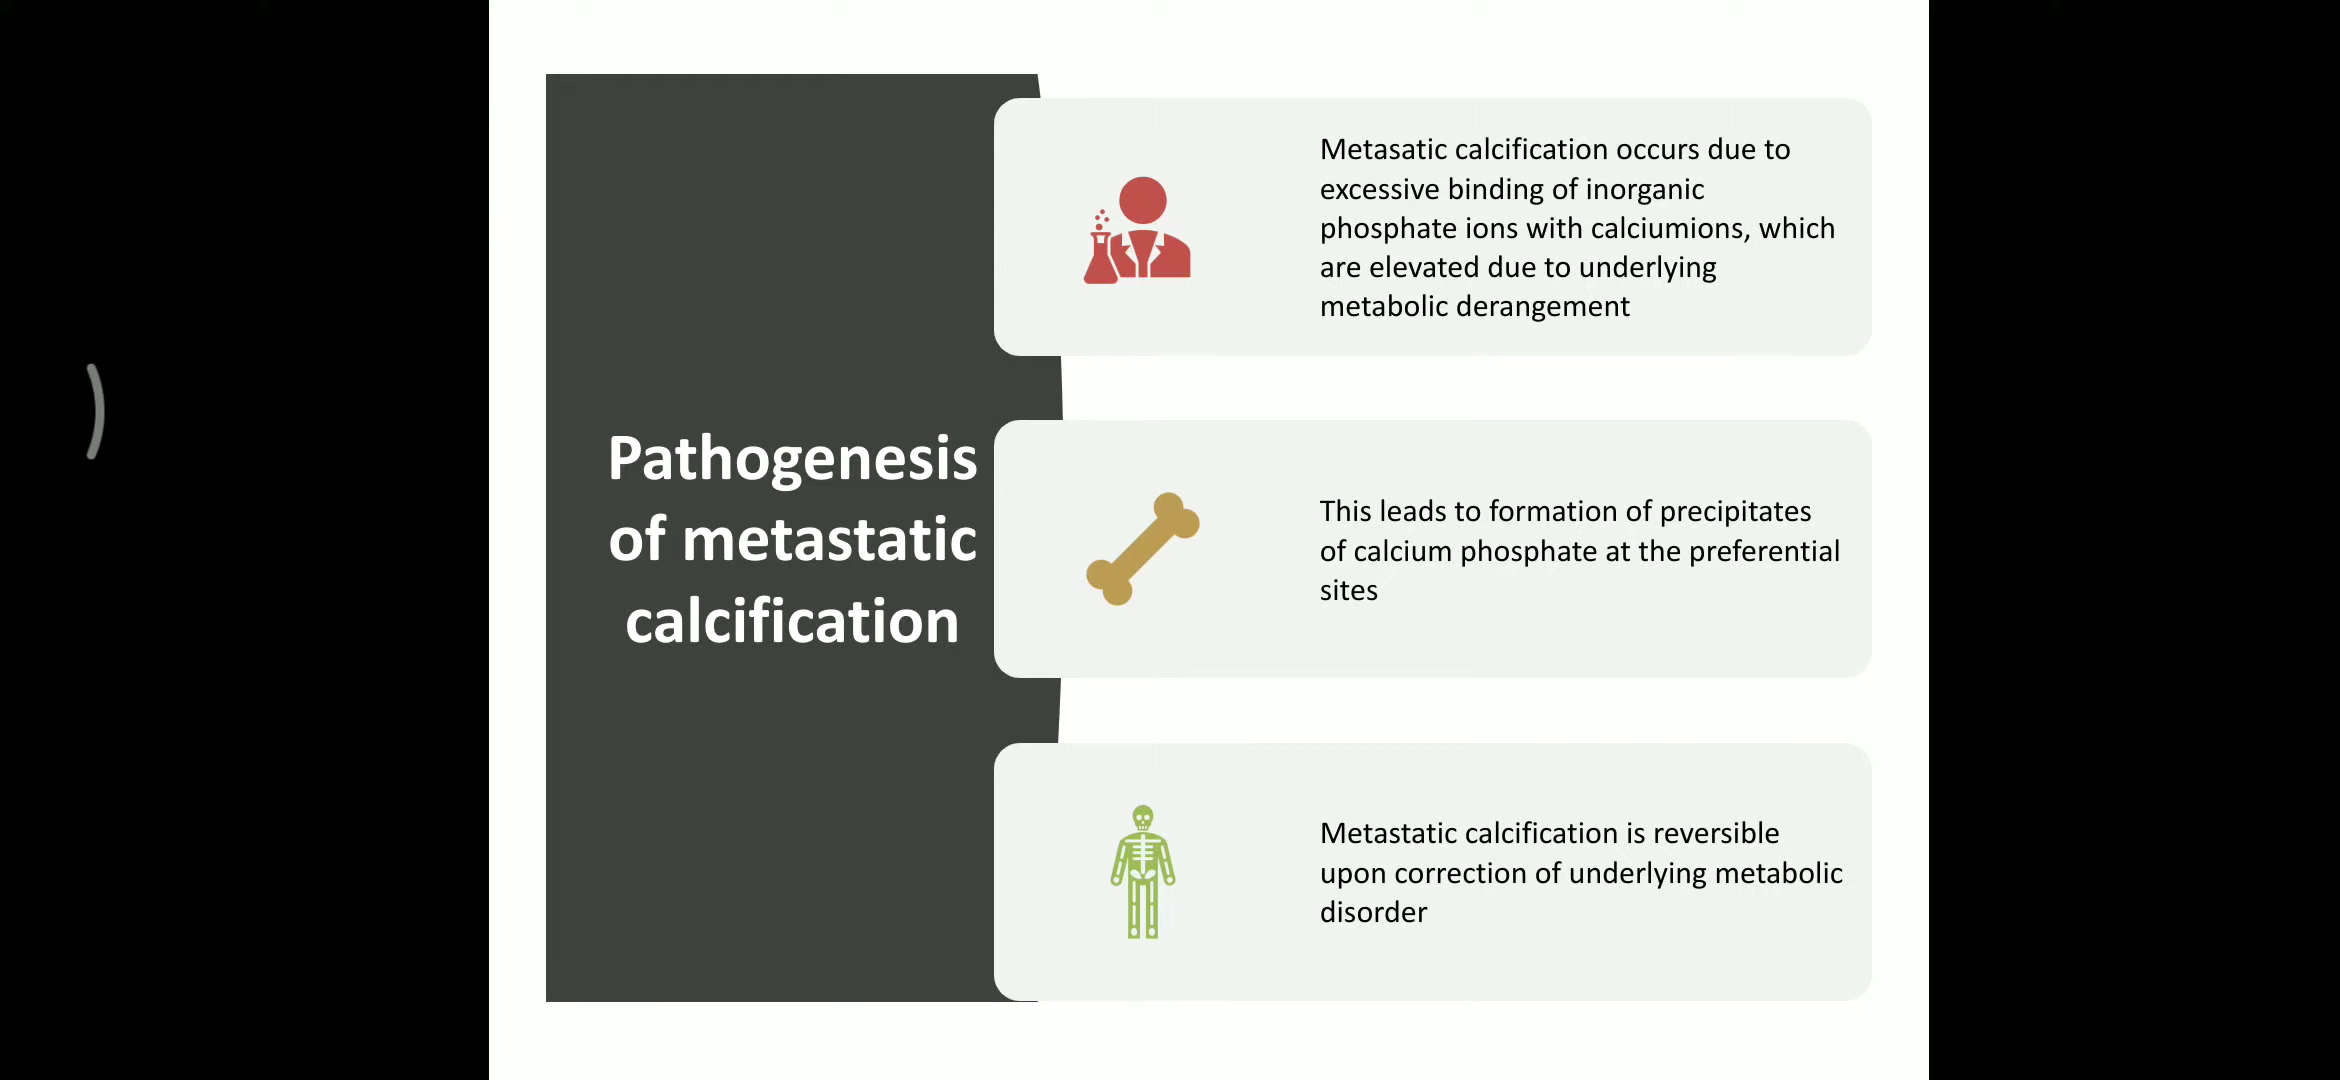 Pathogenesis
of metastatic
calcification
Metasatic calcification occurs due to
excessive binding of inorganic
phosphate ions with calciumions, which
are elevated due to underlying
metabolic derangement
This leads to formation of precipitates
of calcium phosphate at the preferential
sites
Metastatic calcification is reversible
upon correction of underlying metabolic
disorder